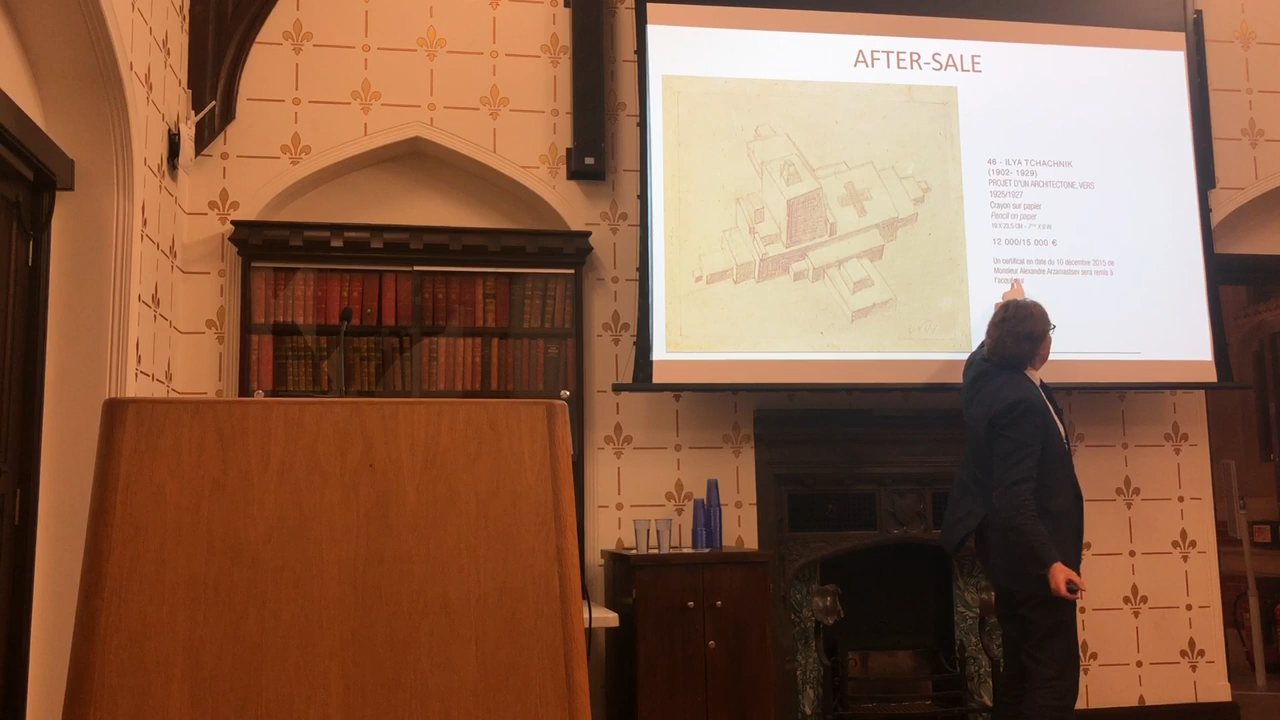 AFTER-SALE
46 - ILYA TCHACHNIK
(1902- 1929)
PROJET D'UN ARCHITECTONE, VERS
1925/1927
Crayon sur papier
Pencil on paper
12 000/15 000 €
Un certificat en date du 10 décembre 2015 de
Monsieur Alexandre Arzamastsev sera remis à